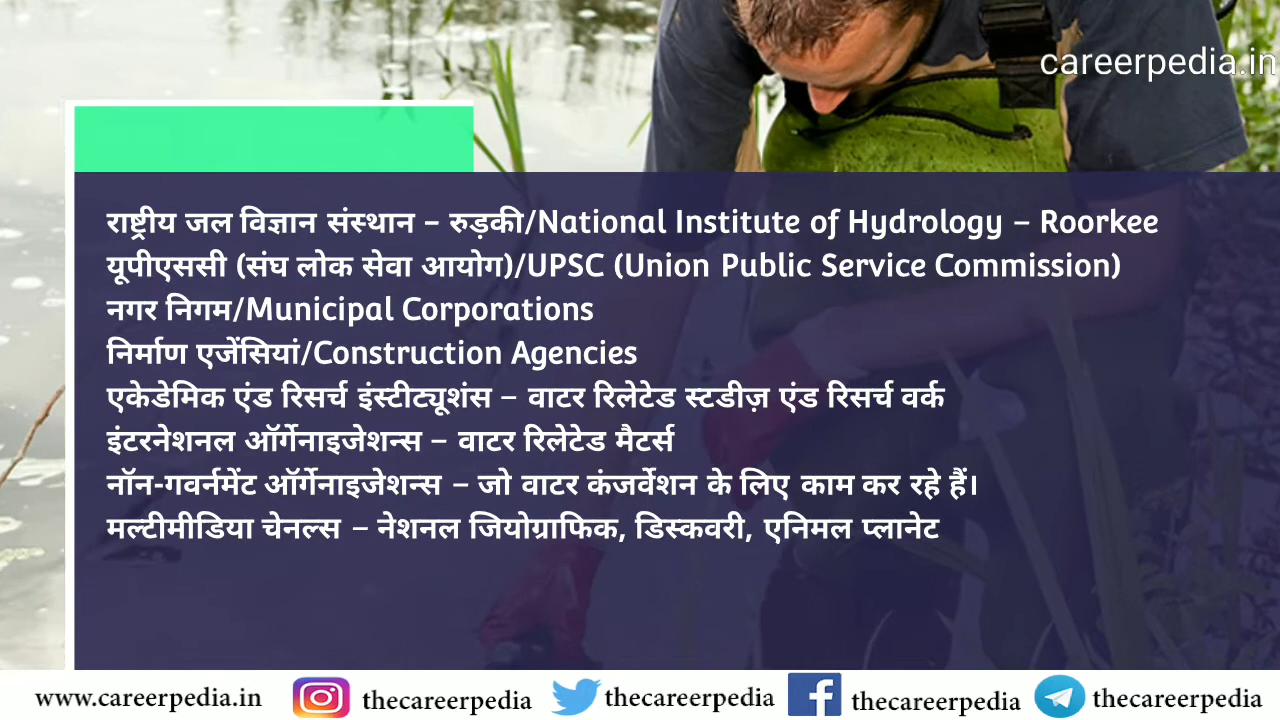 careerpedia.in
राष्ट्रीय जल विज्ञान संस्थान – रुड़की/National Institute of Hydrology – Roorkee
यूपीएससी (संघ लोक सेवा आयोग)/UPSC (Union Public Service Commission)
नगर निगम/Municipal Corporations
निर्माण एजेंसियां/Construction Agencies
एकेडेमिक एंड रिसर्च इंस्टीट्यूशंस – वाटर रिलेटेड स्टडीज़ एंड रिसर्च वर्क
इंटरनेशनल ऑर्गेनाइजेशन्स – वाटर रिलेटेड मैटर्स
नॉन-गवर्नमेंट ऑर्गेनाइजेशन्स – जो वाटर कंजर्वेशन के लिए काम कर रहे हैं।
मल्टीमीडिया चेनल्स – नेशनल जियोग्राफिक, डिस्कवरी, एनिमल प्लानेट
www.careerpedia.in thecareerpedia thecareerpedia thecareerpedia thecareerpedia